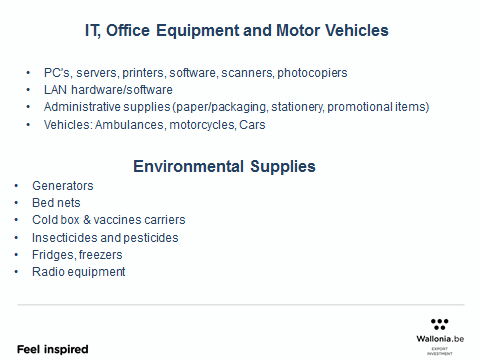 IT, Office Equipment and Motor Vehicles
• PC's, servers, printers, software, scanners, photocopiers
• LAN hardware/software
• Administrative supplies (paper/packaging, stationery, promotional items)
• Vehicles: Ambulances, motorcycles, Cars
Environmental Supplies
• Generators
• Bed nets
• Cold box & vaccines carriers
• Insecticides and pesticides
• Fridges, freezers
• Radio equipment
Feel inspired
Wallonia.be
EXPORT
INVESTMENT